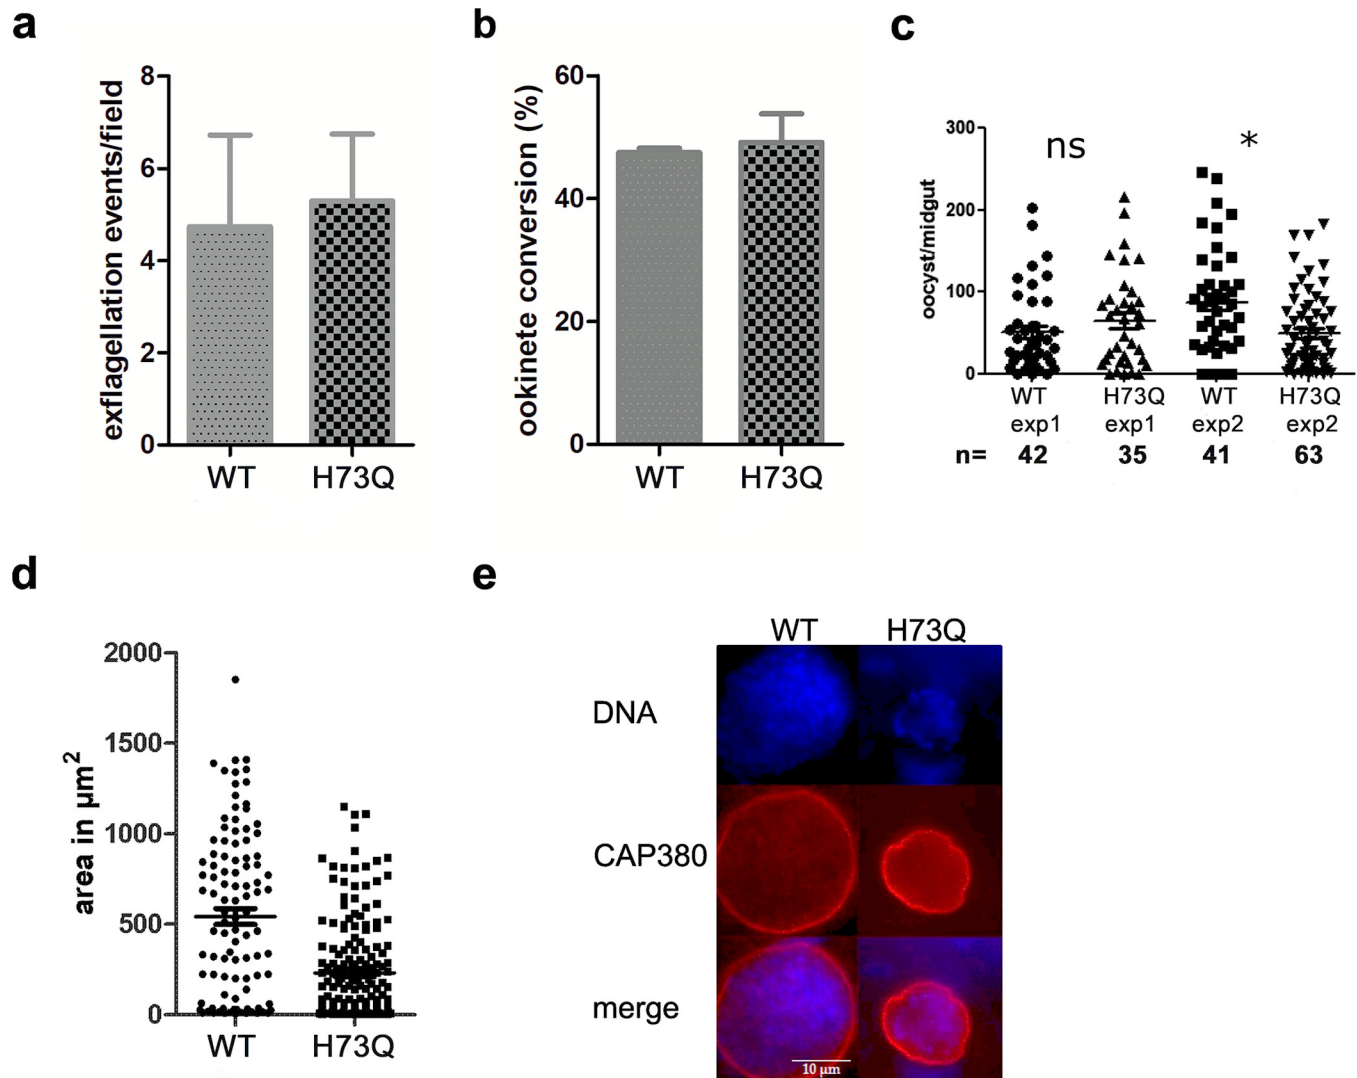 a
exflagellation events/field
8
6
4
2
0
WT H73Q
b
ookinete conversion (%)
60
40
20
0
WT H73Q
c
oocyst/midgut
300
200
100
0
ns *
WT H73Q WT H73Q
exp1 exp1 exp2 exp2
n= 42 35 41 63
d
area in µm²
2000
1500
1000
500
0
WT H73Q
e
WT H73Q
DNA
CAP380
merge
10 µm